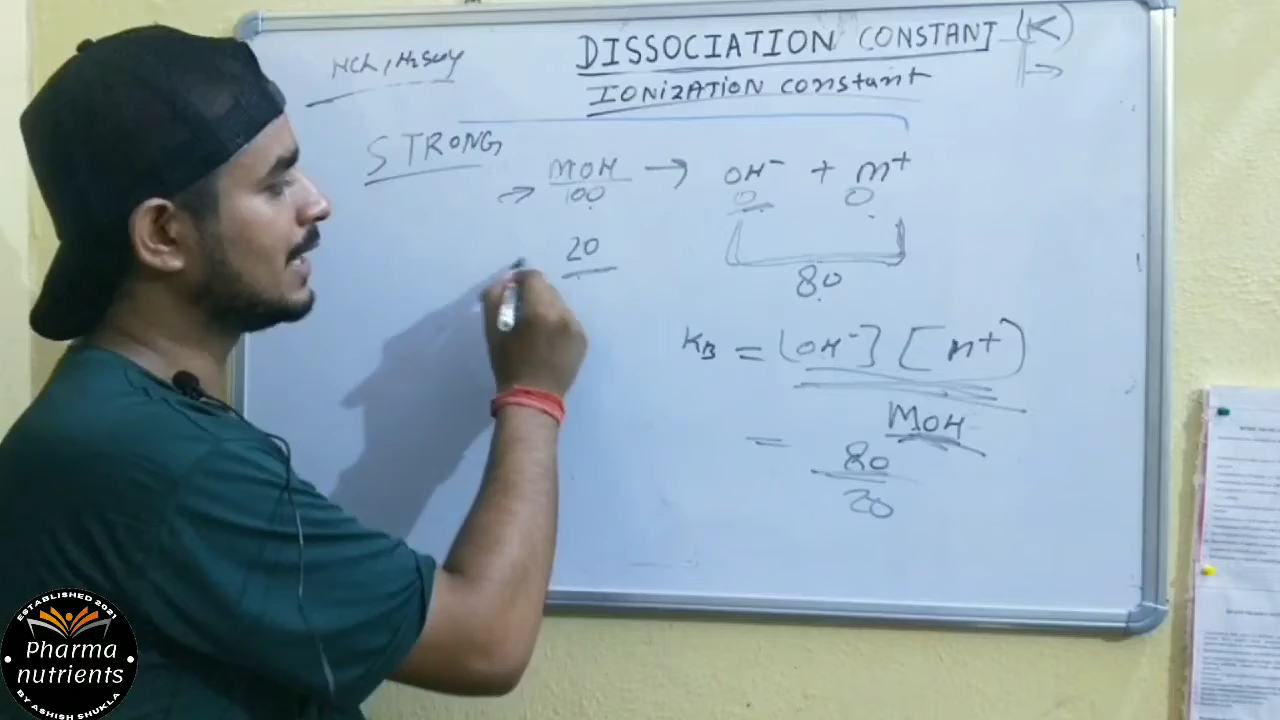 DISSOCIATION CONSTANT (K)
IONIZATION constant
HCl, H2SO4
STRONG
MOH → OH⁻ + M⁺
100 0 0
20
80
KB = [OH⁻] [M⁺]
MOH
= 80
20
ESTABLISHED 2021
Pharma
nutrients
BY ASHISH SHUKLA